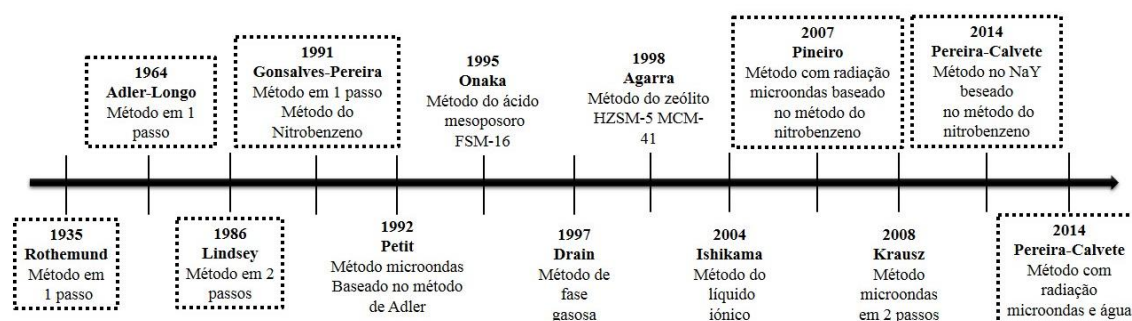 1964
Adler-Longo
Método em 1
passo
1991
Gonsalves-Pereira
Método em 1 passo
Método do
Nitrobenzeno
1995
Onaka
Método do ácido
mesoporoso
FSM-16
1998
Agarra
Método do zeólito
HZSM-5 MCM-
41
2007
Pineiro
Método com radiação
microondas baseado
no método do
nitrobenzeno
2014
Pereira-Calvete
Método no NaY
beseado
no método do
nitrobenzeno
1935
Rothemund
Método em
1 passo
1986
Lindsey
Método em 2
passos
1992
Petit
Método microondas
Baseado no método
de Adler
1997
Drain
Método de
fase
gasosa
2004
Ishikama
Método do
líquido
iónico
2008
Krausz
Método
microondas
em 2 passos
2014
Pereira-Calvete
Método com
radiação
microondas e água